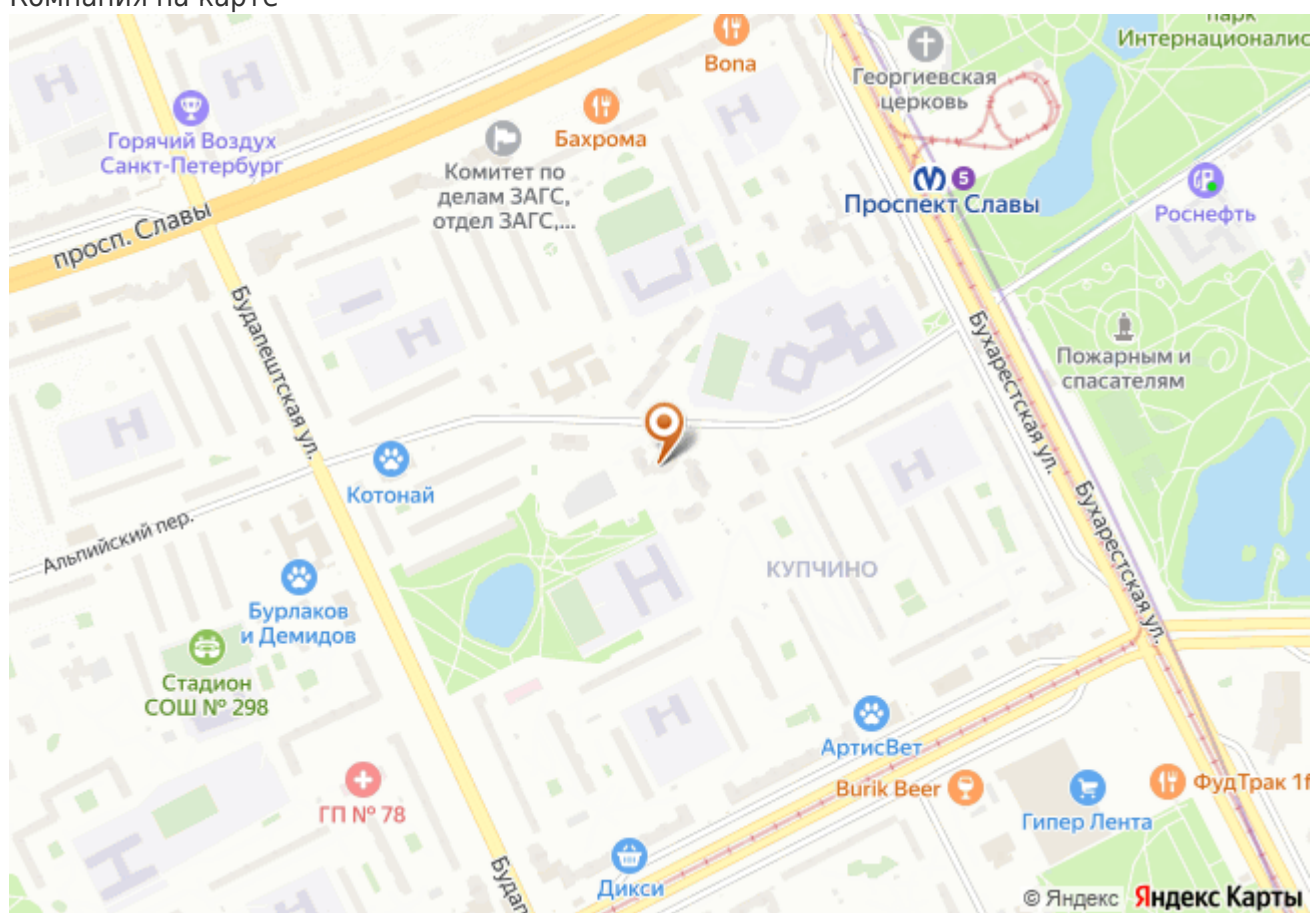 Компания на карте
парк
Интернационалис
Bona
Георгиевская
церковь
Горячий Воздух
Санкт-Петербург
Бахрома
Комитет по
делам ЗАГС,
отдел ЗАГС,...
5
Проспект Славы
Роснефть
просп. Славы
Будапештская ул.
Бухарестская ул.
Пожарным и
спасателям
Котонай
Альпийский пер.
Бухарестская ул.
КУПЧИНО
Бурлаков
и Демидов
Стадион
СОШ № 298
АртисВет
Burik Beer
ФудТрак 1f
ГП № 78
Гипер Лента
Будап
Дикси
© Яндекс Яндекс Карты